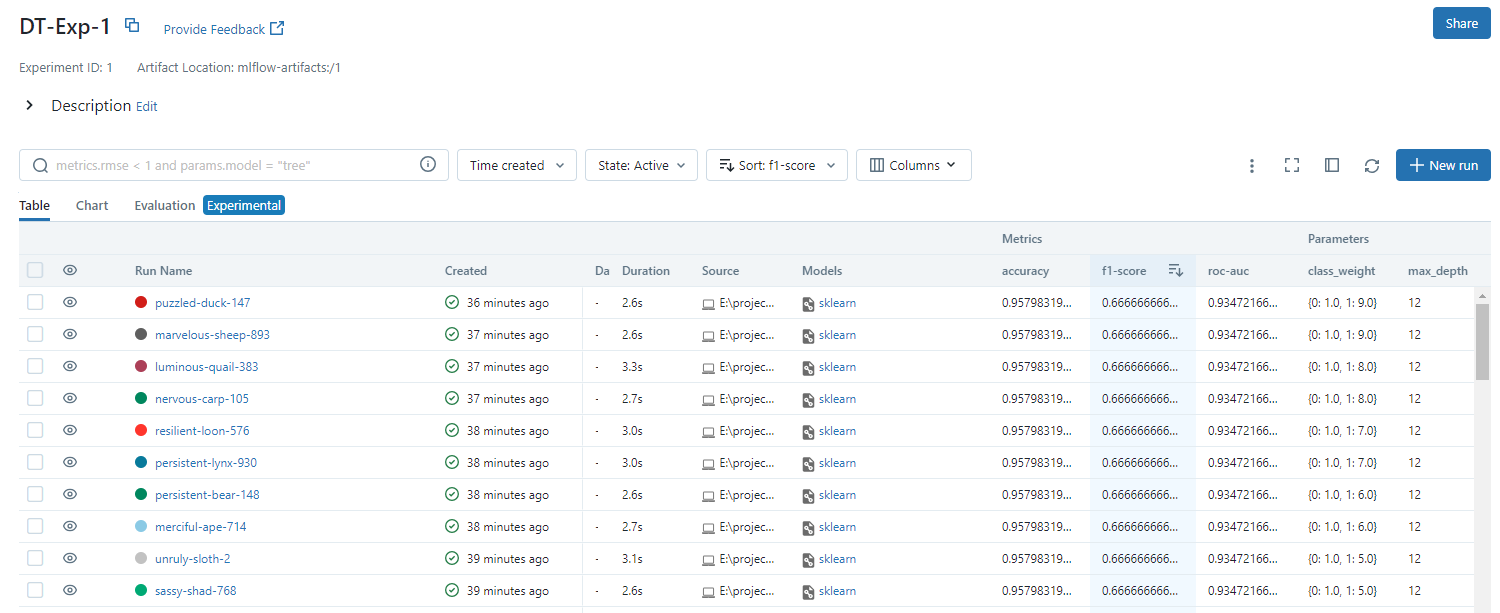 DT-Exp-1 Provide Feedback
Share
Experiment ID: 1 Artifact Location: mlflow-artifacts:/1
Description Edit
metrics.rmse < 1 and params.model = "tree" Time created State: Active Sort: f1-score Columns New run
Table Chart Evaluation Experimental
Metrics Parameters
Run Name Created Da Duration Source Models accuracy f1-score roc-auc class_weight max_depth
puzzled-duck-147 36 minutes ago - 2.6s E:\projec... sklearn 0.95798319... 0.666666666... 0.93472166... {0: 1.0, 1: 9.0} 12
marvelous-sheep-893 37 minutes ago - 2.6s E:\projec... sklearn 0.95798319... 0.666666666... 0.93472166... {0: 1.0, 1: 9.0} 12
luminous-quail-383 37 minutes ago - 3.3s E:\projec... sklearn 0.95798319... 0.666666666... 0.93472166... {0: 1.0, 1: 8.0} 12
nervous-carp-105 37 minutes ago - 2.7s E:\projec... sklearn 0.95798319... 0.666666666... 0.93472166... {0: 1.0, 1: 8.0} 12
resilient-loon-576 38 minutes ago - 3.0s E:\projec... sklearn 0.95798319... 0.666666666... 0.93472166... {0: 1.0, 1: 7.0} 12
persistent-lynx-930 38 minutes ago - 3.0s E:\projec... sklearn 0.95798319... 0.666666666... 0.93472166... {0: 1.0, 1: 7.0} 12
persistent-bear-148 38 minutes ago - 2.6s E:\projec... sklearn 0.95798319... 0.666666666... 0.93472166... {0: 1.0, 1: 6.0} 12
merciful-ape-714 38 minutes ago - 2.7s E:\projec... sklearn 0.95798319... 0.666666666... 0.93472166... {0: 1.0, 1: 6.0} 12
unruly-sloth-2 39 minutes ago - 3.1s E:\projec... sklearn 0.95798319... 0.666666666... 0.93472166... {0: 1.0, 1: 5.0} 12
sassy-shad-768 39 minutes ago - 2.6s E:\projec... sklearn 0.95798319... 0.666666666... 0.93472166... {0: 1.0, 1: 5.0} 12